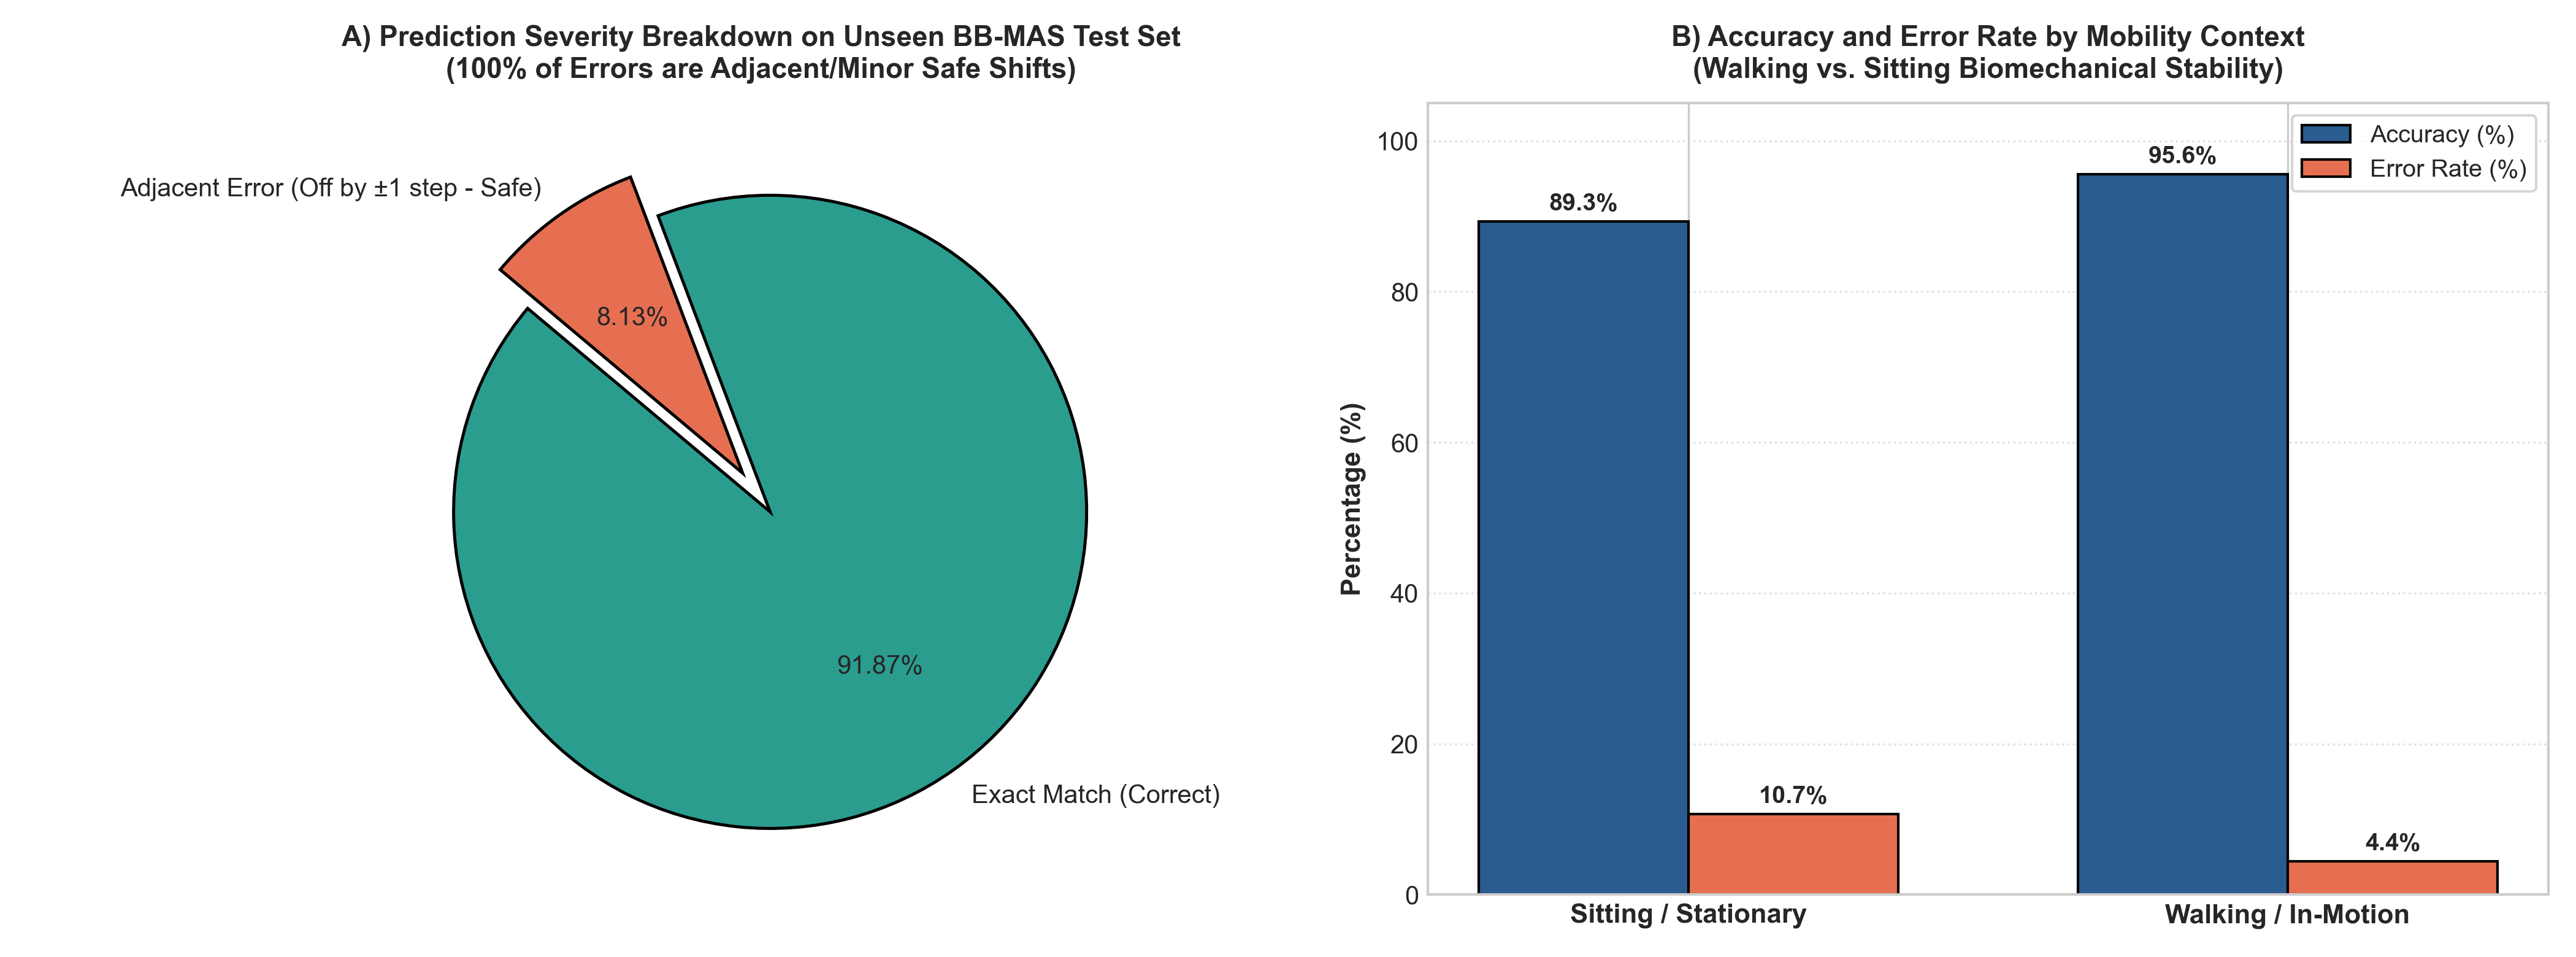 A) Prediction Severity Breakdown on Unseen BB-MAS Test Set
(100% of Errors are Adjacent/Minor Safe Shifts)
Adjacent Error (Off by ±1 step - Safe)
8.13%
91.87%
Exact Match (Correct)
B) Accuracy and Error Rate by Mobility Context
(Walking vs. Sitting Biomechanical Stability)
Accuracy (%)
Error Rate (%)
Percentage (%)
100
80
60
40
20
0
89.3%
10.7%
95.6%
4.4%
Sitting / Stationary
Walking / In-Motion